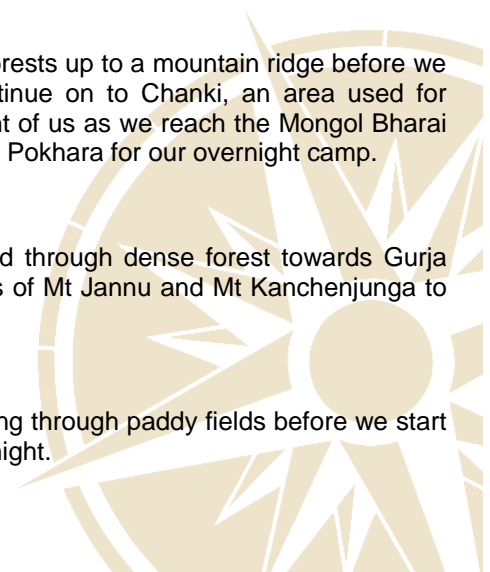 rests up to a mountain ridge before we
tinue on to Chanki, an area used for
t of us as we reach the Mongol Bharai
Pokhara for our overnight camp.
d through dense forest towards Gurja
s of Mt Jannu and Mt Kanchenjunga to
ng through paddy fields before we start
ight.